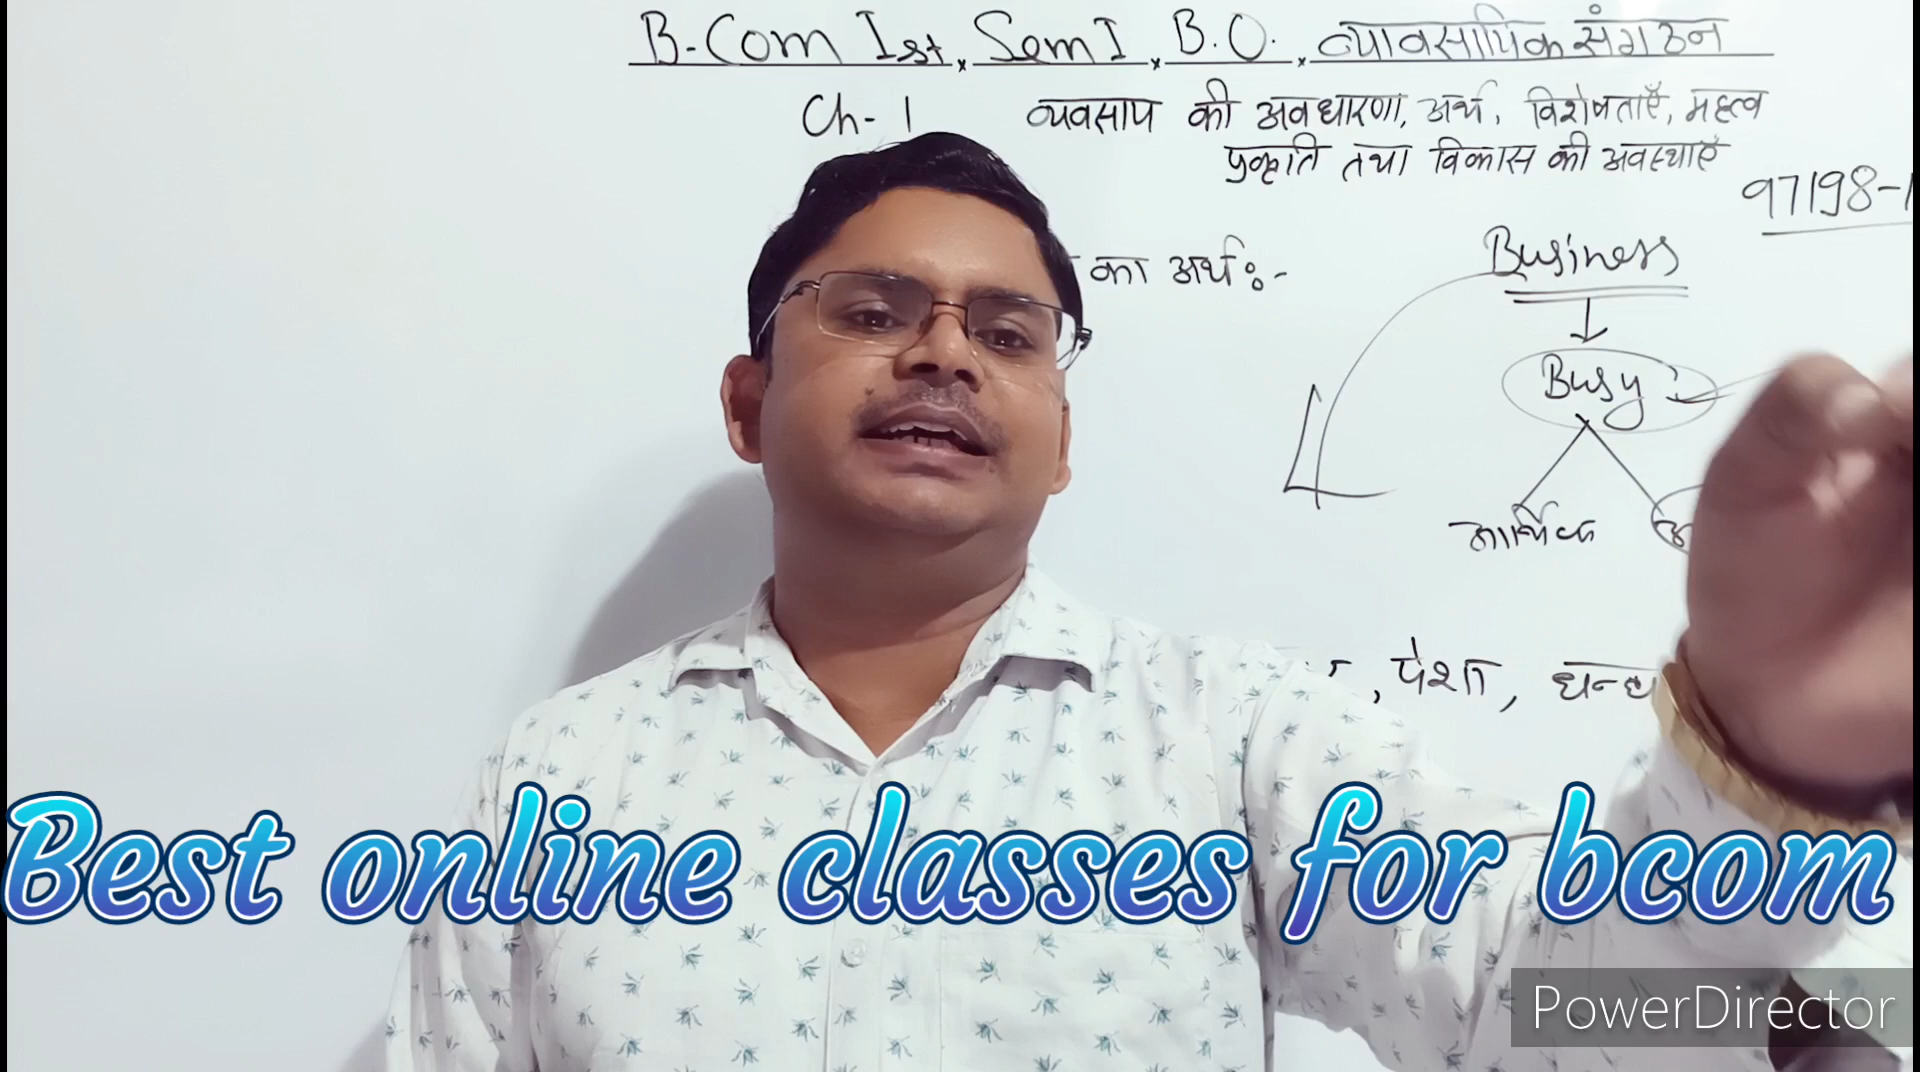 B-Com Ist × Sem I × B.O. × व्यावसायिक संगठन
Ch-1 व्यवसाय की अवधारणा, अर्थ, विशेषताएँ, महत्व
प्रकृति तथा विकास की अवस्थाएँ
97198-
Business
का अर्थ :-
Busy
आर्थिक
, पेशा, धन्ध
Best online classes for bcom
PowerDirector